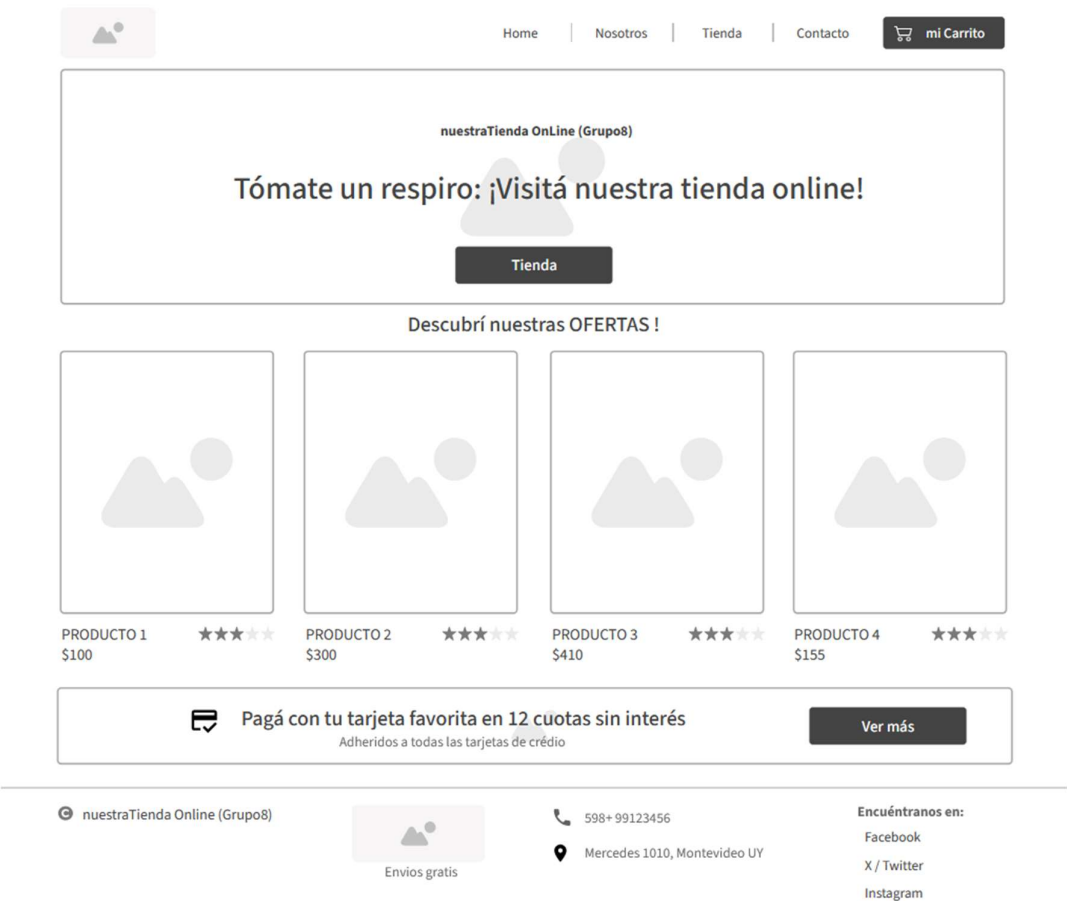 Home
Nosotros
Tienda
Contacto
mi Carrito
nuestraTienda OnLine (Grupo8)
Tómate un respiro: ¡Visitá nuestra tienda online!
Tienda
Descubrí nuestras OFERTAS !
PRODUCTO 1
$100
PRODUCTO 2
$300
PRODUCTO 3
$410
PRODUCTO 4
$155
Pagá con tu tarjeta favorita en 12 cuotas sin interés
Adheridos a todas las tarjetas de crédio
Ver más
nuestraTienda Online (Grupo8)
Envios gratis
598+ 99123456
Mercedes 1010, Montevideo UY
Encuéntranos en:
Facebook
X / Twitter
Instagram